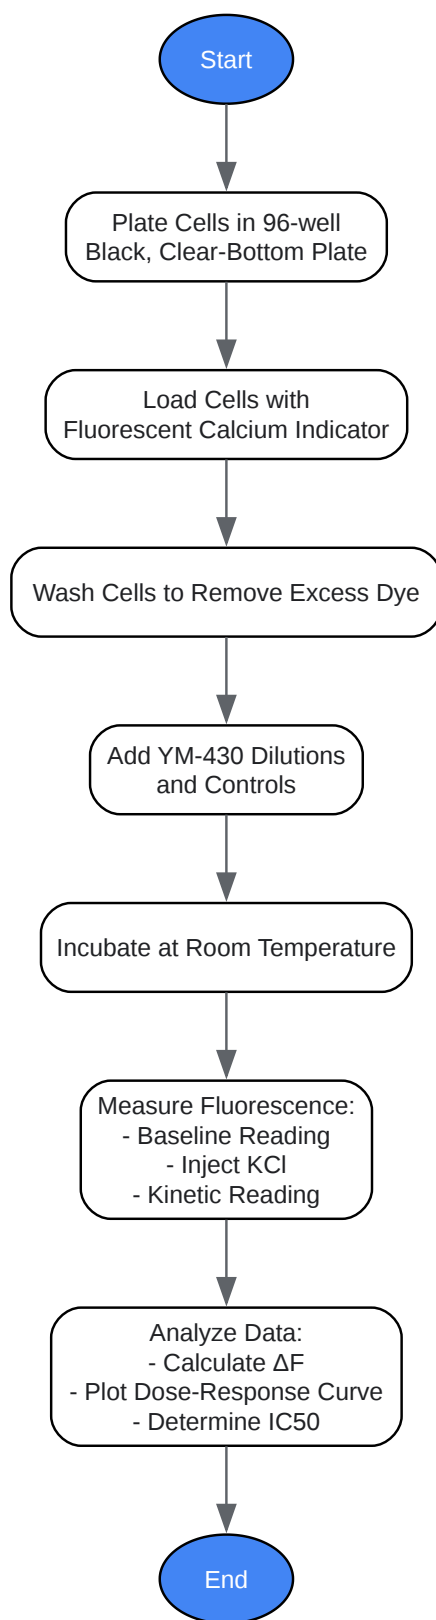 Start
Plate Cells in 96-well
Black, Clear-Bottom Plate
Load Cells with
Fluorescent Calcium Indicator
Wash Cells to Remove Excess Dye
Add YM-430 Dilutions
and Controls
Incubate at Room Temperature
Measure Fluorescence:
- Baseline Reading
- Inject KCl
- Kinetic Reading
Analyze Data:
- Calculate ΔF
- Plot Dose-Response Curve
- Determine IC50
End